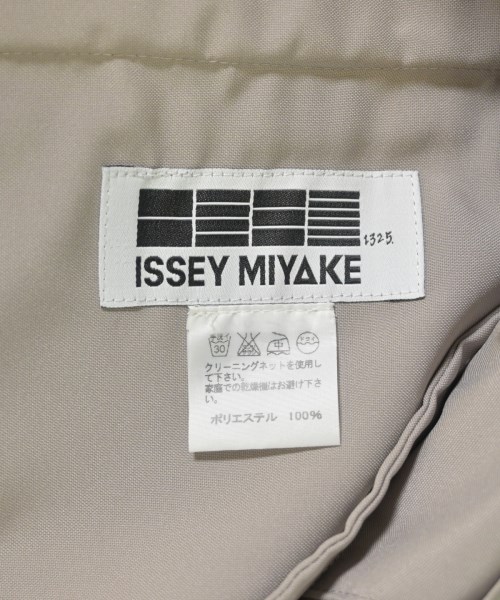 132 5.
ISSEY MIYAKE
30
クリーニングネットを使用し
て下さい。
家庭での乾燥機はお避け下さ
い。
ポリエステル 100%